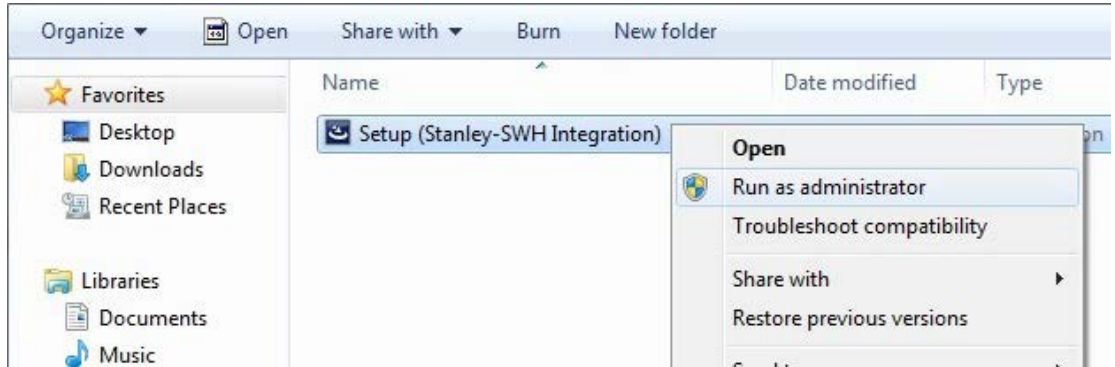 Organize Open Share with Burn New folder
Favorites
Desktop
Downloads
Recent Places
Libraries
Documents
Music
Name Date modified Type
Setup (Stanley-SWH Integration)
Open
Run as administrator
Troubleshoot compatibility
Share with
Restore previous versions